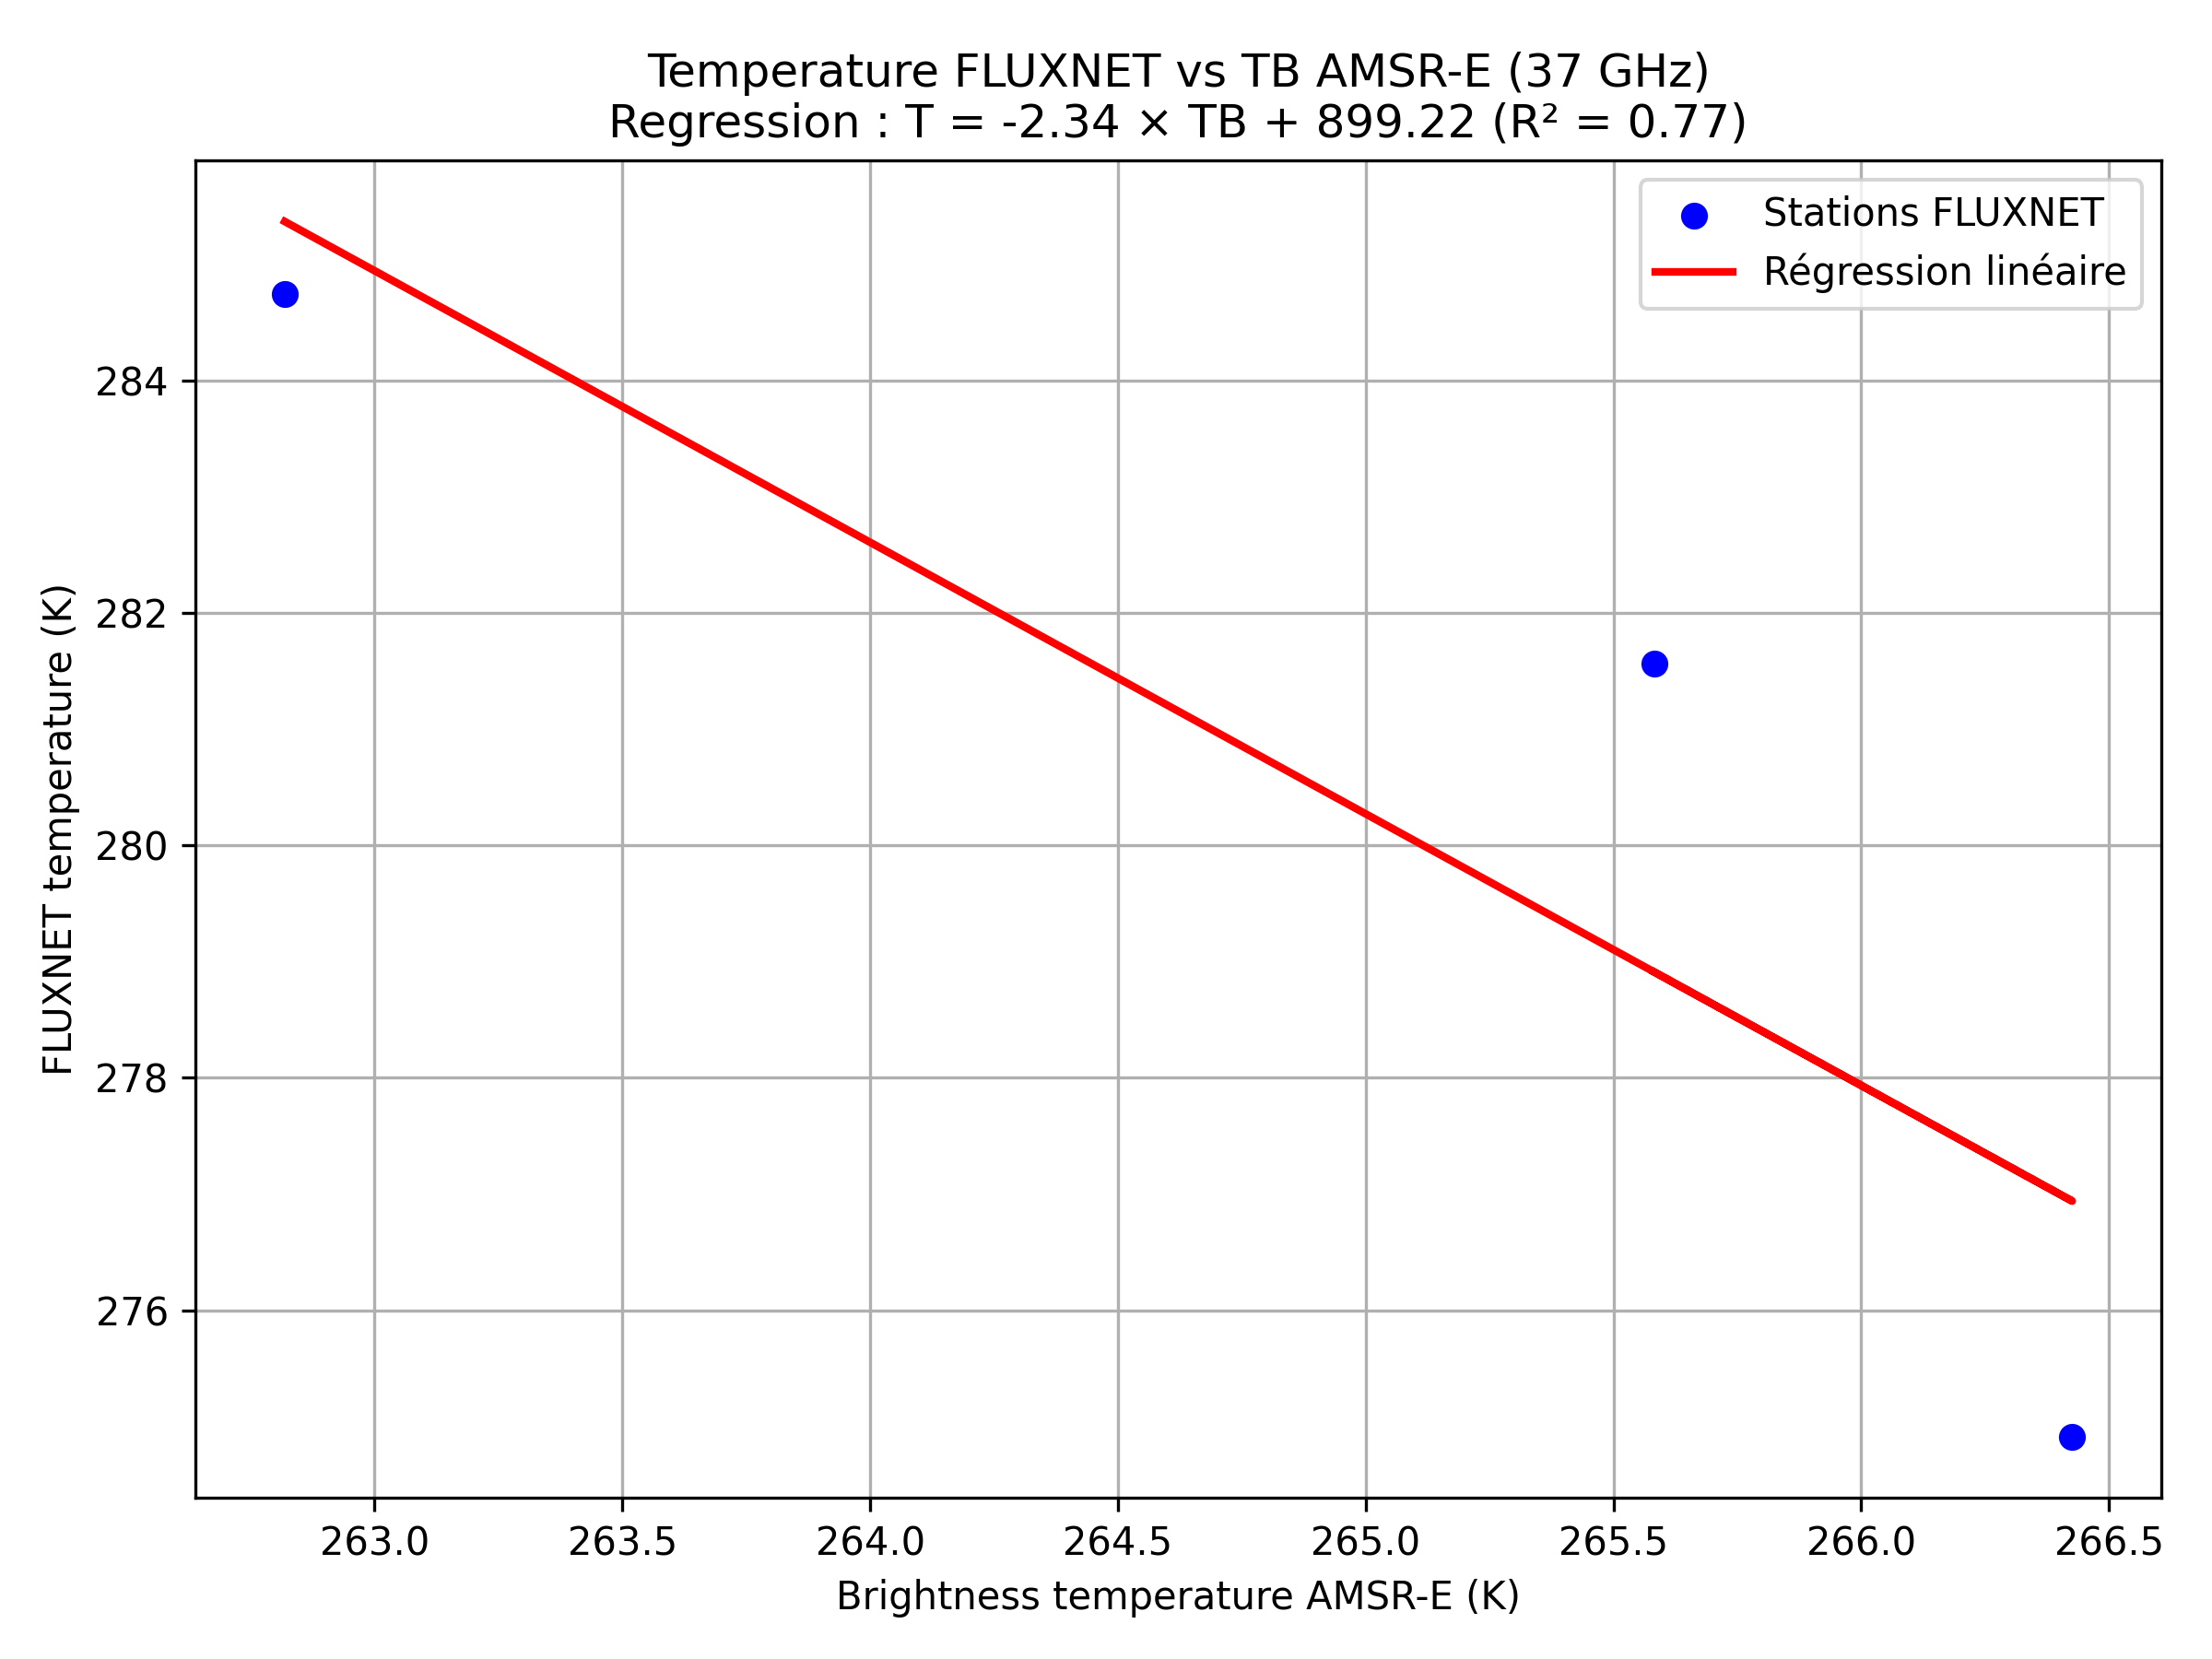 Temperature FLUXNET vs TB AMSR-E (37 GHz)
Regression : T = -2.34 × TB + 899.22 (R² = 0.77)
Stations FLUXNET
Régression linéaire
FLUXNET temperature (K)
284
282
280
278
276
263.0 263.5 264.0 264.5 265.0 265.5 266.0 266.5
Brightness temperature AMSR-E (K)